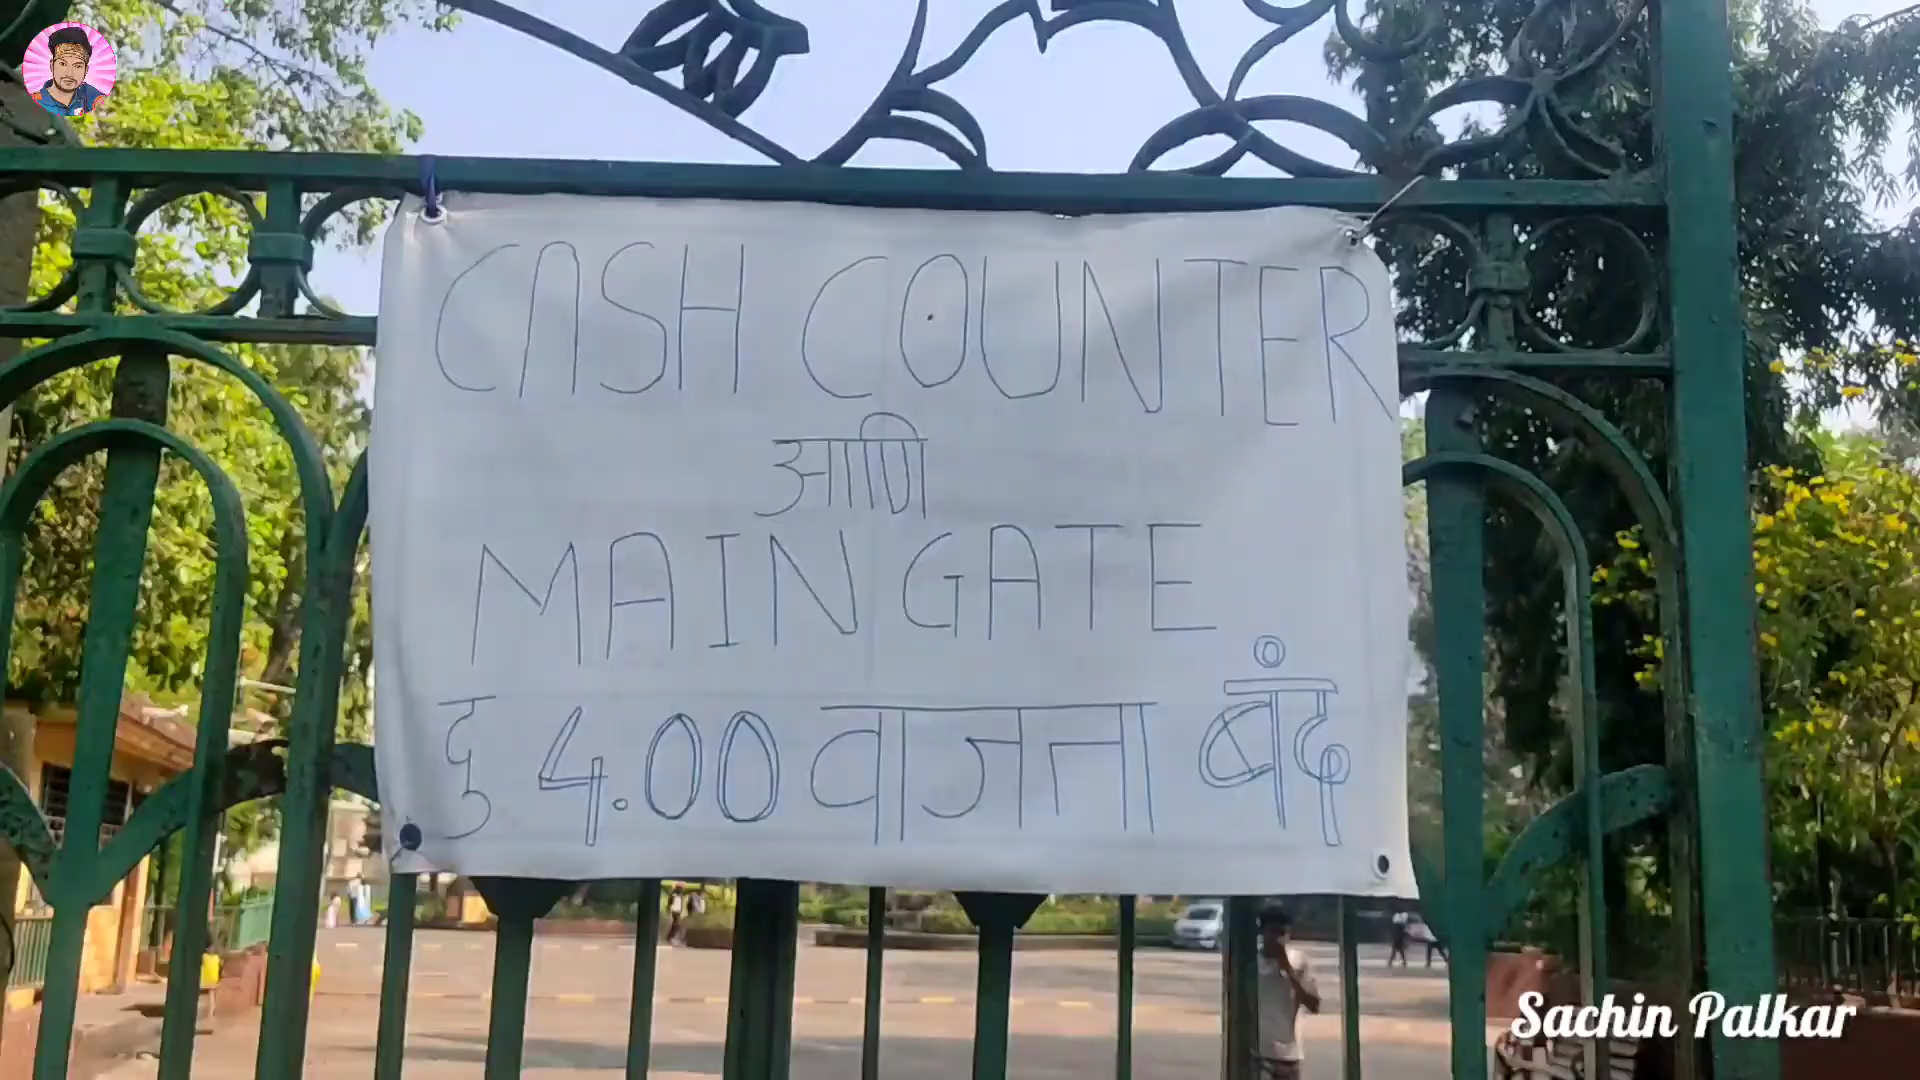 CASH COUNTER
आणि
MAIN GATE
दु 4.00 वाजता बंद
Sachin Palkar